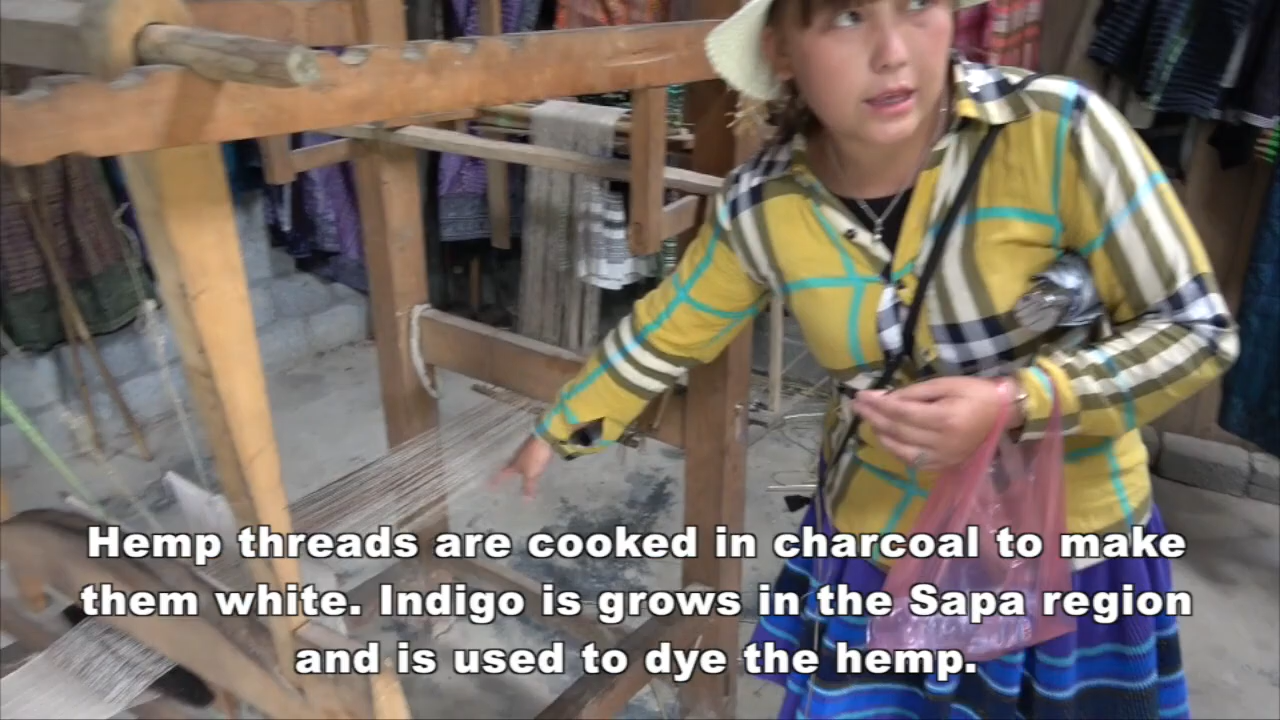 Hemp threads are cooked in charcoal to make
them white. Indigo is grows in the Sapa region
and is used to dye the hemp.